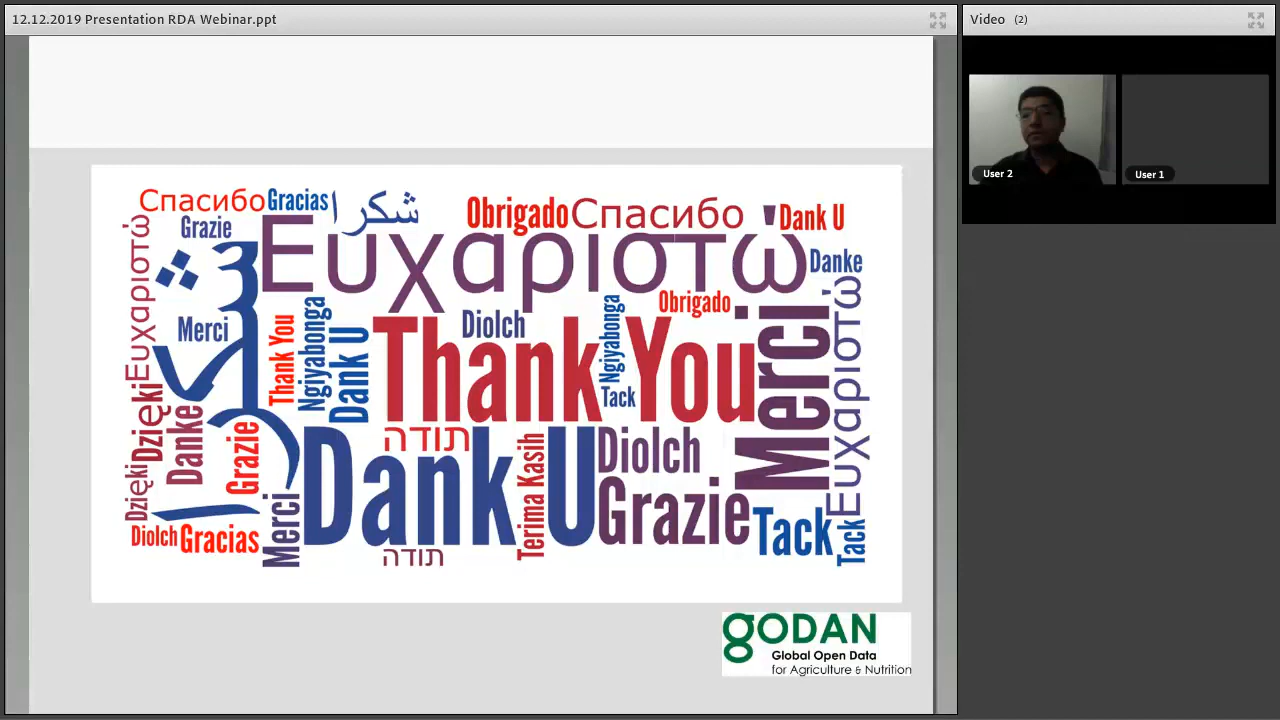 12.12.2019 Presentation RDA Webinar.ppt
Video (2)
User 2
User 1
Спасибо
Gracias
شكرا
Obrigado
Спасибо
Dank U
Grazie
Ευχαριστώ
Ευχαριστώ
شكرا
Danke
Ευχαριστώ
Merci
Thank You
Ngiyabonga
Dank U
Diolch
Ngiyabonga
Obrigado
Merci
Thank You
Tack
Dzięki
Danke
Grazie
תודה
Dank U
Terima Kasih
Diolch
Grazie
Dzięki
Diolch
Gracias
Merci
תודה
Tack
Tack
GODAN
Global Open Data
for Agriculture & Nutrition